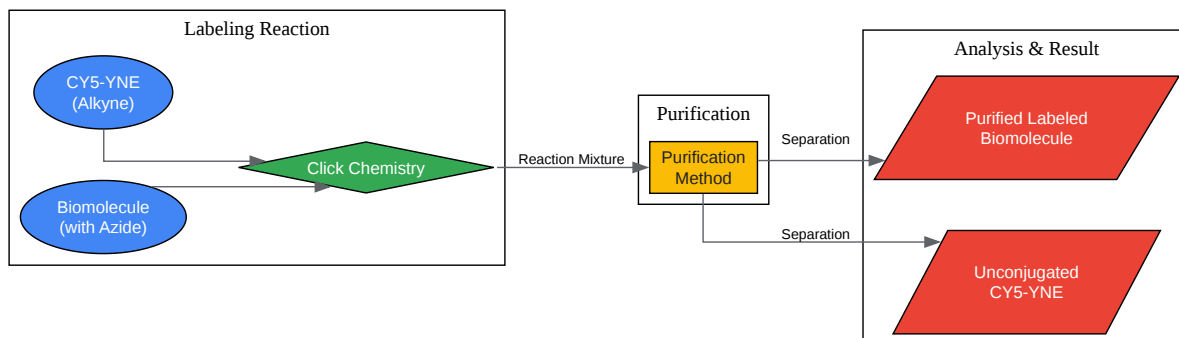 Labeling Reaction
CY5-YNE
(Alkyne)
Click Chemistry
Biomolecule
(with Azide)
Reaction Mixture
Purification
Purification
Method
Separation
Separation
Analysis & Result
Purified Labeled
Biomolecule
Unconjugated
CY5-YNE